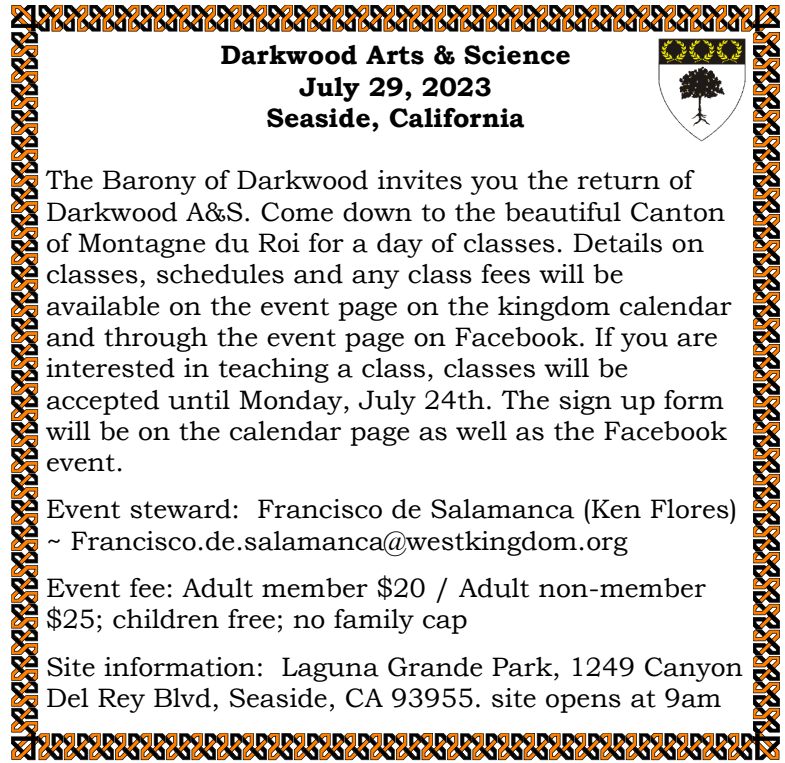 Darkwood Arts & Science
July 29, 2023
Seaside, California
The Barony of Darkwood invites you the return of
Darkwood A&S. Come down to the beautiful Canton
of Montagne du Roi for a day of classes. Details on
classes, schedules and any class fees will be
available on the event page on the kingdom calendar
and through the event page on Facebook. If you are
interested in teaching a class, classes will be
accepted until Monday, July 24th. The sign up form
will be on the calendar page as well as the Facebook
event.
Event steward:  Francisco de Salamanca (Ken Flores)
~ Francisco.de.salamanca@westkingdom.org
Event fee: Adult member $20 / Adult non-member
$25; children free; no family cap
Site information:  Laguna Grande Park, 1249 Canyon
Del Rey Blvd, Seaside, CA 93955. site opens at 9am